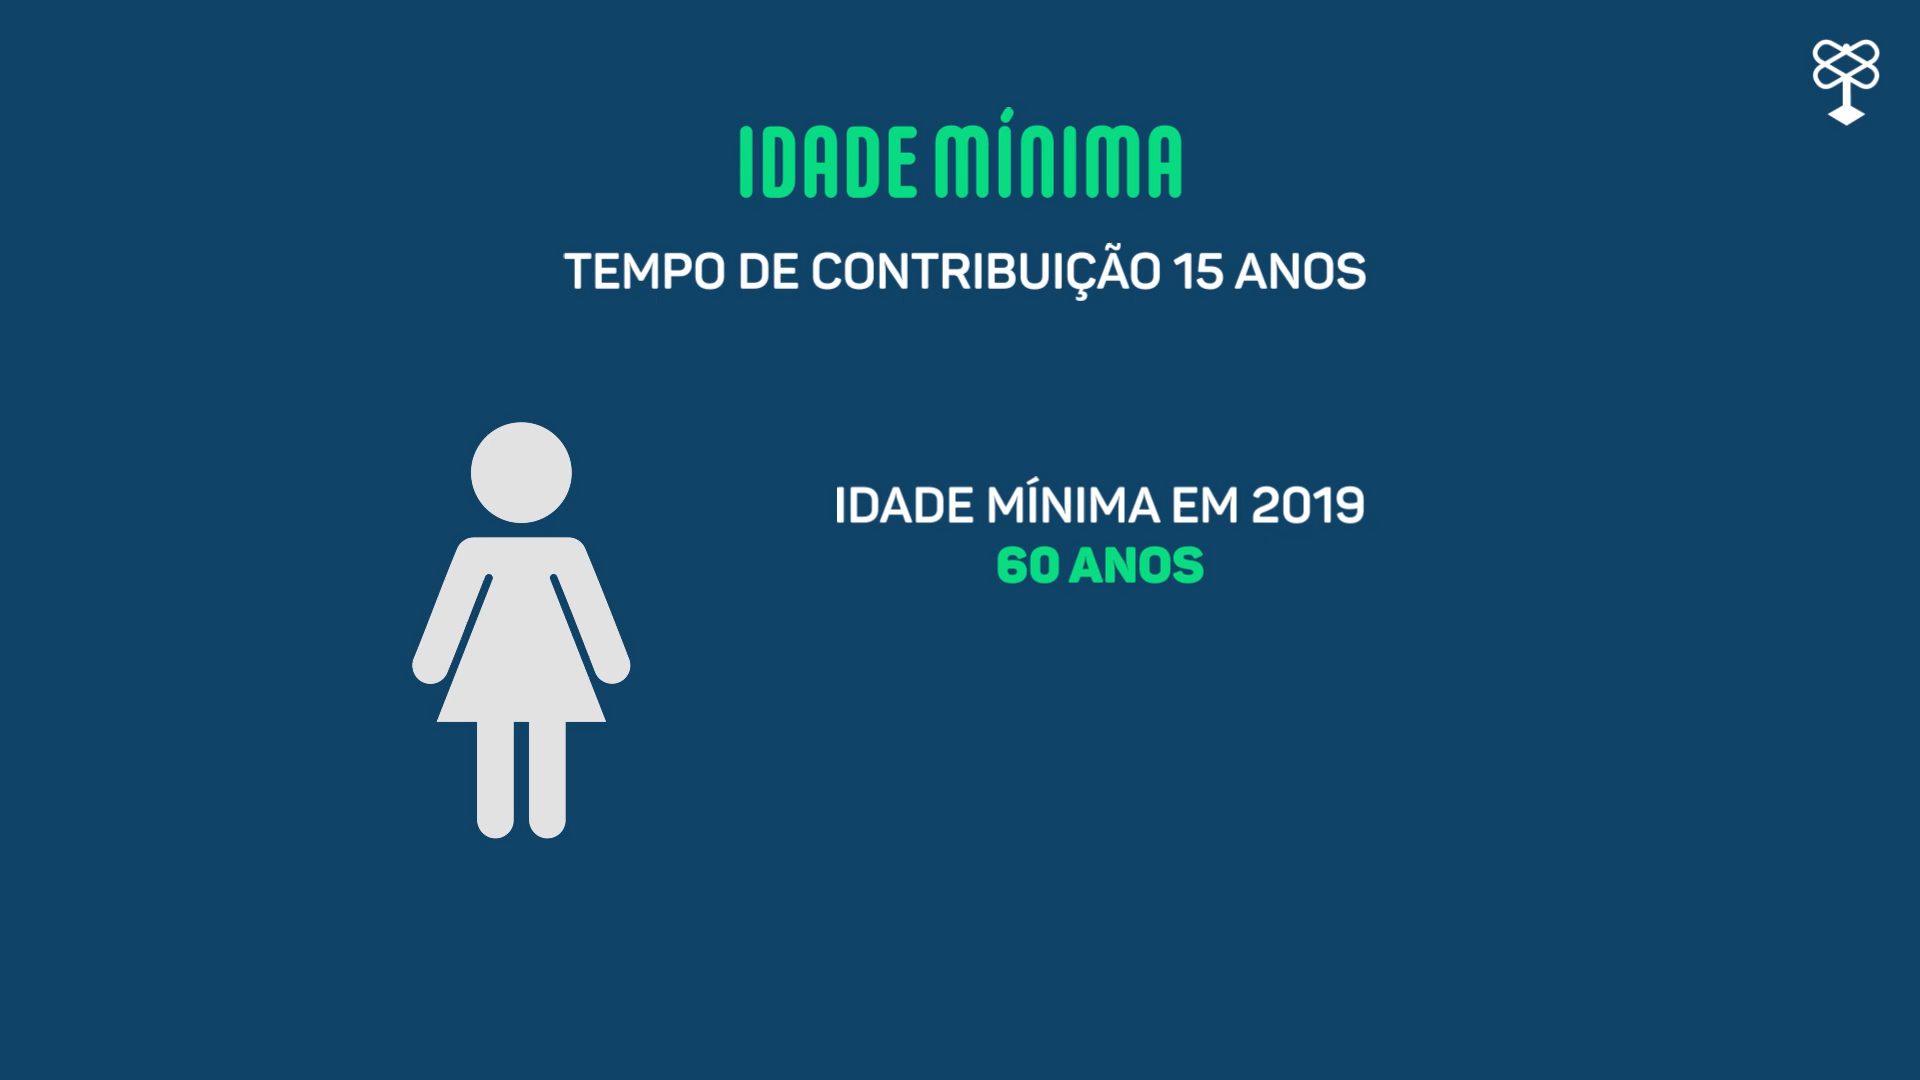 IDADE MÍNIMA
TEMPO DE CONTRIBUIÇÃO 15 ANOS
IDADE MÍNIMA EM 2019
60 ANOS